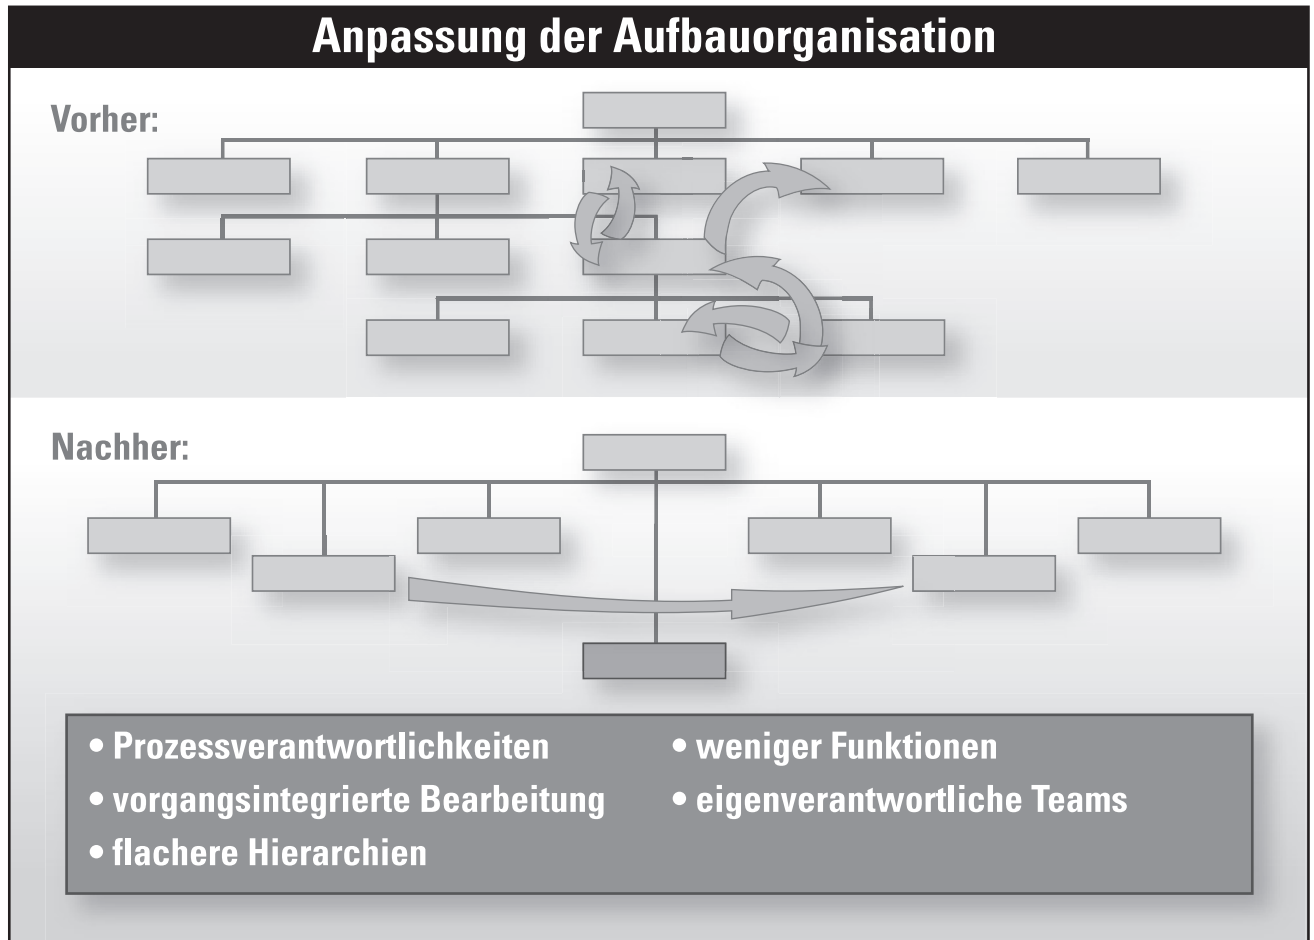 Anpassung der Aufbauorganisation
Vorher:
Nachher:
• Prozessverantwortlichkeiten
• vorgangsintegrierte Bearbeitung
• flachere Hierarchien
• weniger Funktionen
• eigenverantwortliche Teams